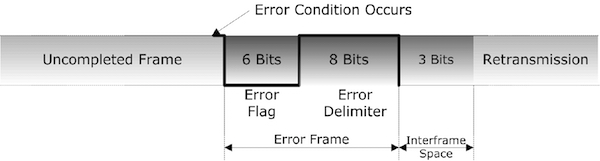 Error Condition Occurs
Uncompleted Frame
6 Bits
8 Bits
3 Bits
Retransmission
Error
Flag
Error
Delimiter
Error Frame
Interframe
Space